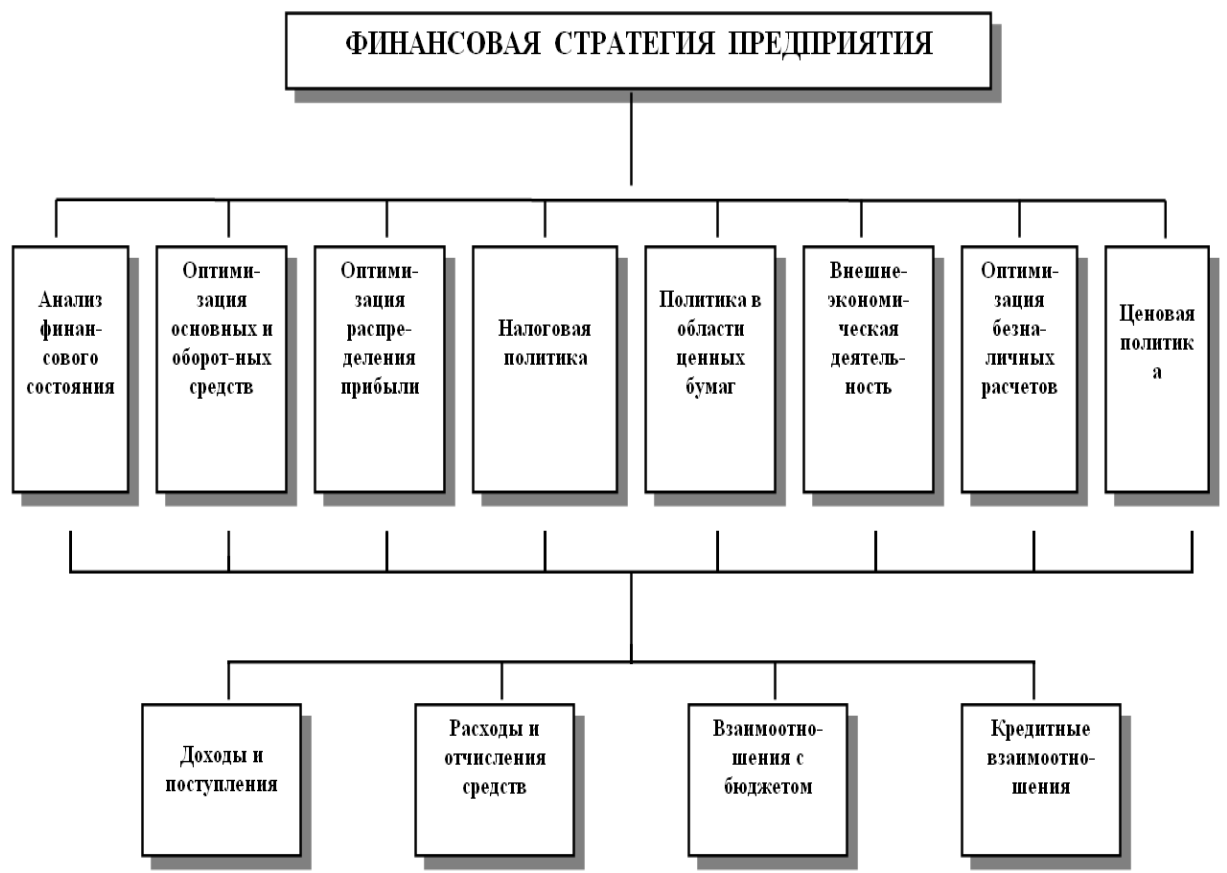 ФИНАНСОВАЯ СТРАТЕГИЯ ПРЕДПРИЯТИЯ
Анализ
финан-
сового
состояния
Оптими-
зация
основных и
оборот-ных
средств
Оптими-
зация
распре-
деления
прибыли
Налоговая
политика
Политика в
области
ценных
бумаг
Внешне-
экономи-
ческая
деятель-
ность
Оптими-
зация
безна-
личных
расчетов
Ценовая
политик
а
Доходы и
поступления
Расходы и
отчисления
средств
Взаимоотно-
шения с
бюджетом
Кредитные
взаимоотно-
шения